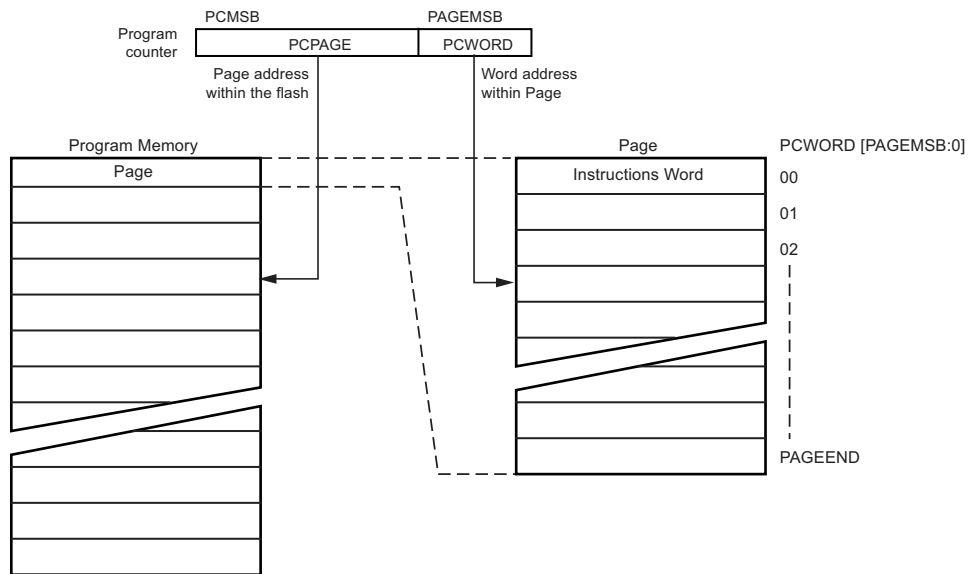 PCMSB
PAGEMSB
Program
counter
PCPAGE
PCWORD
Page address
within the flash
Word address
within Page
Program Memory
Page
Page
PCWORD [PAGEMSB:0]
Instructions Word
00
01
02
PAGEEND